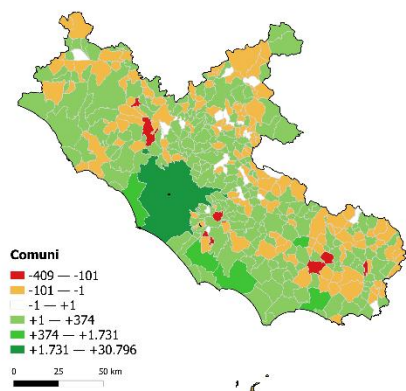 Comuni
-409 — -101
-101 — -1
-1 — +1
+1 — +374
+374 — +1.731
+1.731 — +30.796
0 25 50 km